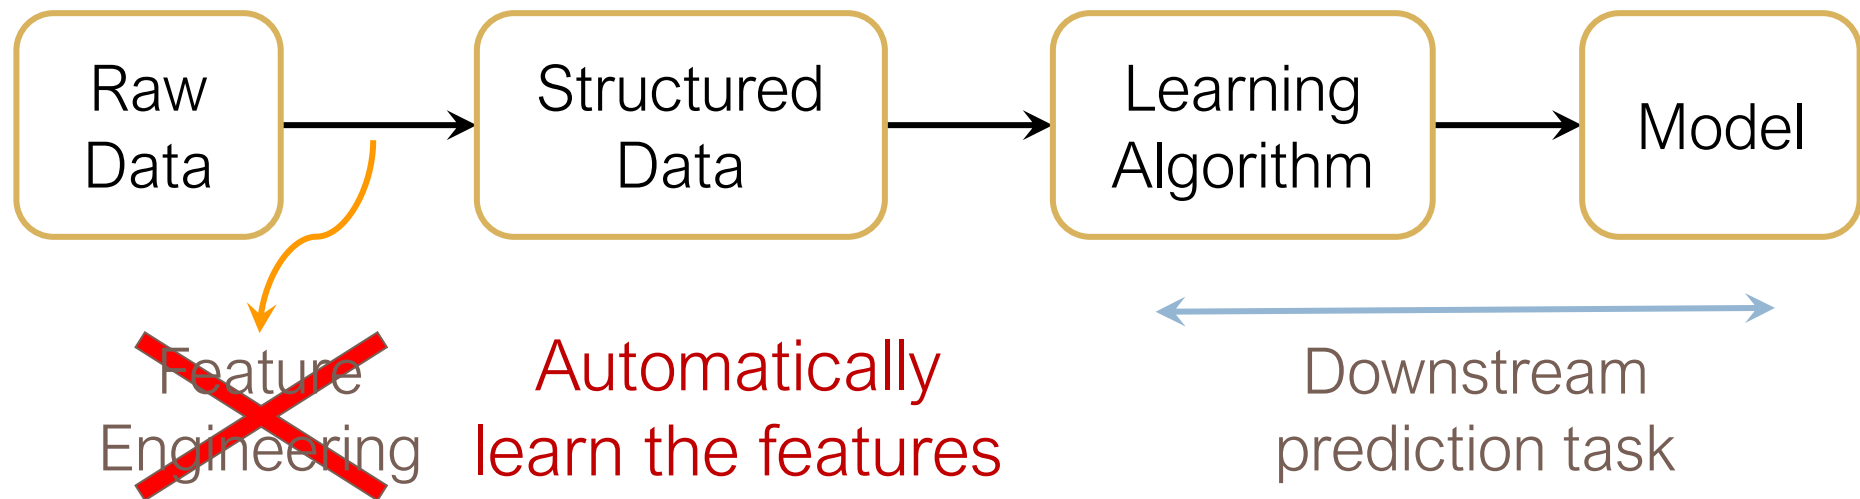 Raw
Data
Structured
Data
Learning
Algorithm
Model
Feature
Engineering
Automatically
learn the features
Downstream
prediction task